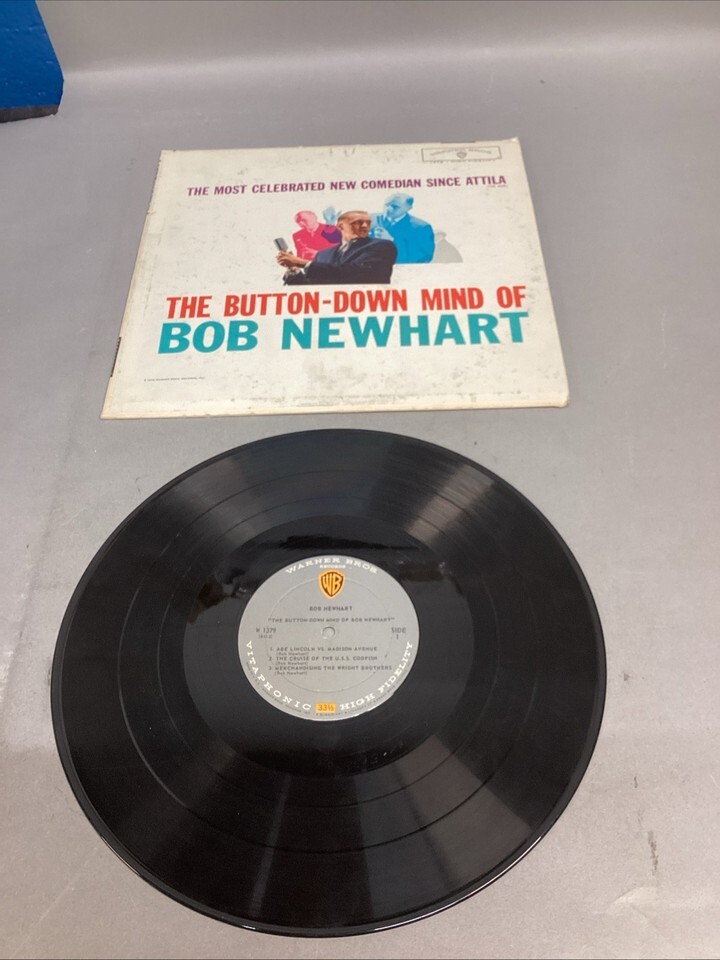 THE MOST CELEBRATED NEW COMEDIAN SINCE ATTILA
THE BUTTON-DOWN MIND OF
BOB NEWHART
WARNER BROS
RECORDS
WB
BOB NEWHART
"THE BUTTON-DOWN MIND OF BOB NEWHART"
W 1379
SIDE
1
1. ABE LINCOLN VS. MADISON AVENUE
(Bob Newhart)
2. THE CRUISE OF THE U.S.S. CODFISH
(Bob Newhart)
3. MERCHANDISING THE WRIGHT BROTHERS
(Bob Newhart)
VITAPHONIC 33⅓ HIGH FIDELITY